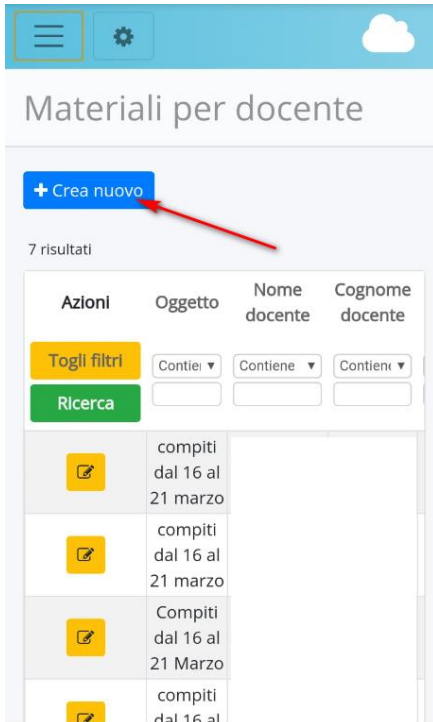 Materiali per docente
+ Crea nuovo
7 risultati
Azioni Oggetto Nome docente Cognome docente
Togli filtri Contier Contiene Contiene
Ricerca
compiti
dal 16 al
21 marzo
compiti
dal 16 al
21 marzo
Compiti
dal 16 al
21 Marzo
compiti
dal 16 al